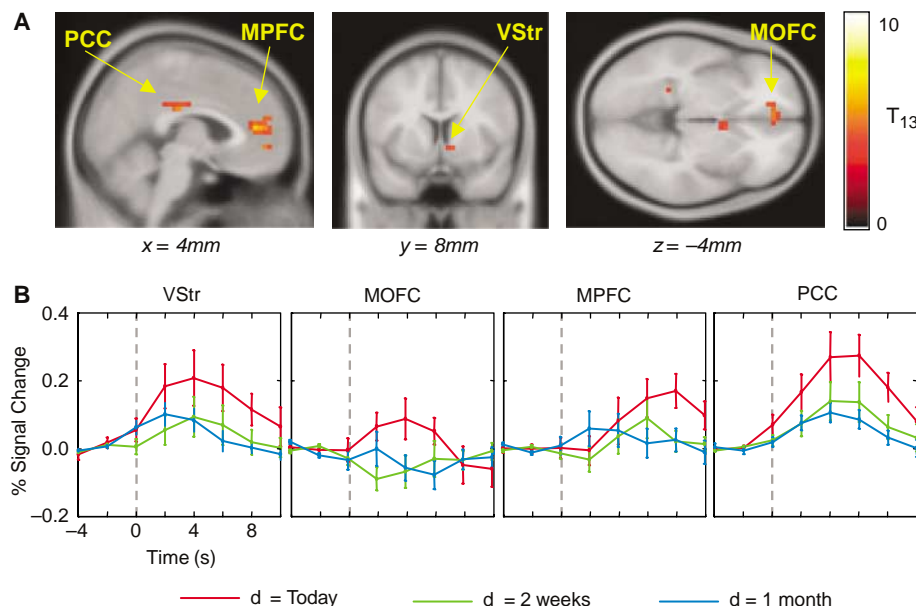 A
PCC
MPFC
VStr
MOFC
10
T13
0
x = 4mm
y = 8mm
z = –4mm
B
VStr
MOFC
MPFC
PCC
% Signal Change
0.4
0.2
0.0
–0.2
–4
0
4
8
Time (s)
d = Today
d = 2 weeks
d = 1 month